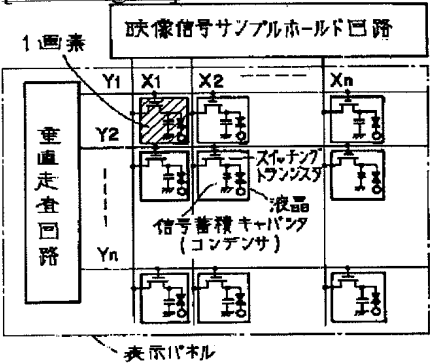 映像信号サンプルホールド回路
1画素
Y1 X1 X2 Xn
垂直走査回路
Y2
スイッチング
トランジスタ
液晶
信号蓄積キャパシタ
(コンデンサ)
Yn
表示パネル